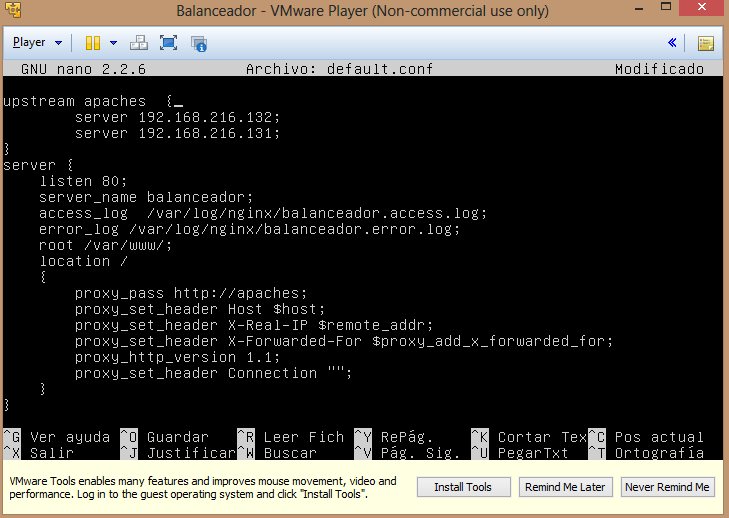 Balanceador - VMware Player (Non-commercial use only)
Player
GNU nano 2.2.6 Archivo: default.conf Modificado
upstream apaches {
server 192.168.216.132;
server 192.168.216.131;
}
server {
listen 80;
server_name balanceador;
access_log /var/log/nginx/balanceador.access.log;
error_log /var/log/nginx/balanceador.error.log;
root /var/www/;
location /
{
proxy_pass http://apaches;
proxy_set_header Host $host;
proxy_set_header X-Real-IP $remote_addr;
proxy_set_header X-Forwarded-For $proxy_add_x_forwarded_for;
proxy_http_version 1.1;
proxy_set_header Connection "";
}
}
^G Ver ayuda ^O Guardar ^R Leer Fich ^Y RePág. ^K Cortar Tex ^C Pos actual
^X Salir ^J Justificar ^W Buscar ^V Pág. Sig. ^U PegarTxt ^T Ortografía
VMware Tools enables many features and improves mouse movement, video and
performance. Log in to the guest operating system and click "Install Tools".
Install Tools Remind Me Later Never Remind Me